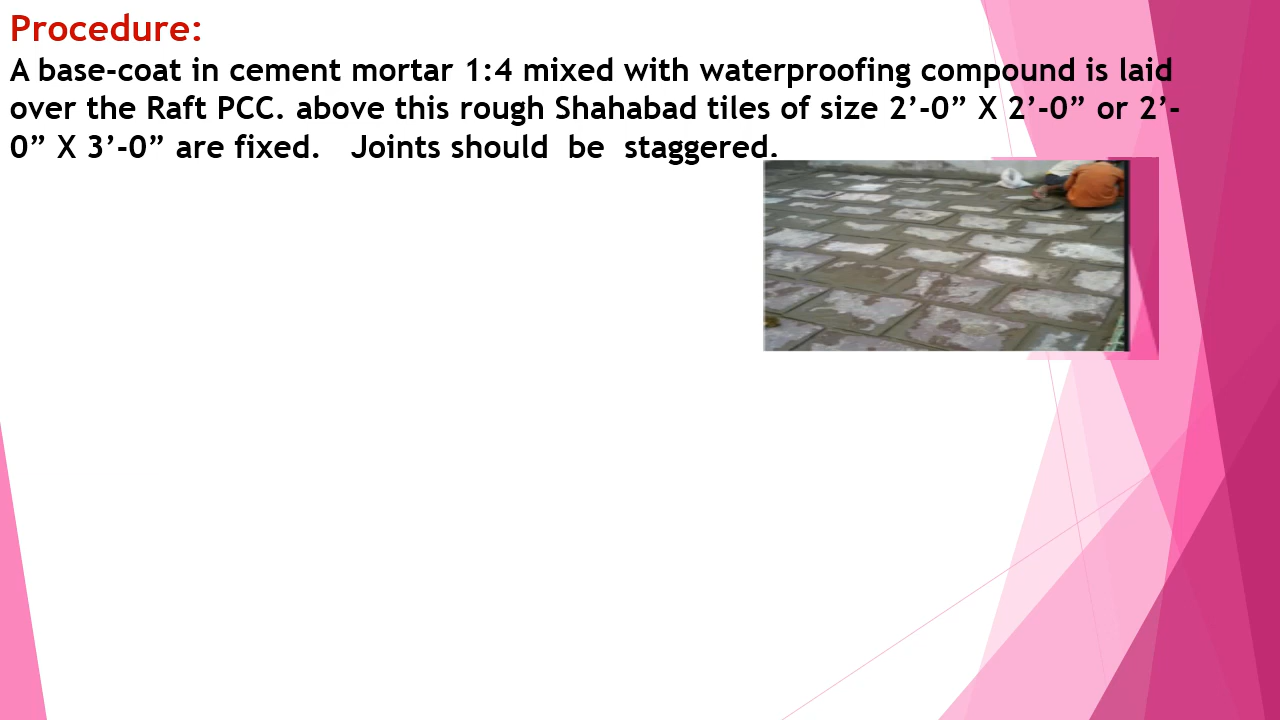 Procedure:
A base-coat in cement mortar 1:4 mixed with waterproofing compound is laid
over the Raft PCC. above this rough Shahabad tiles of size 2’-0” X 2’-0” or 2’-
0” X 3’-0” are fixed.   Joints should  be  staggered.